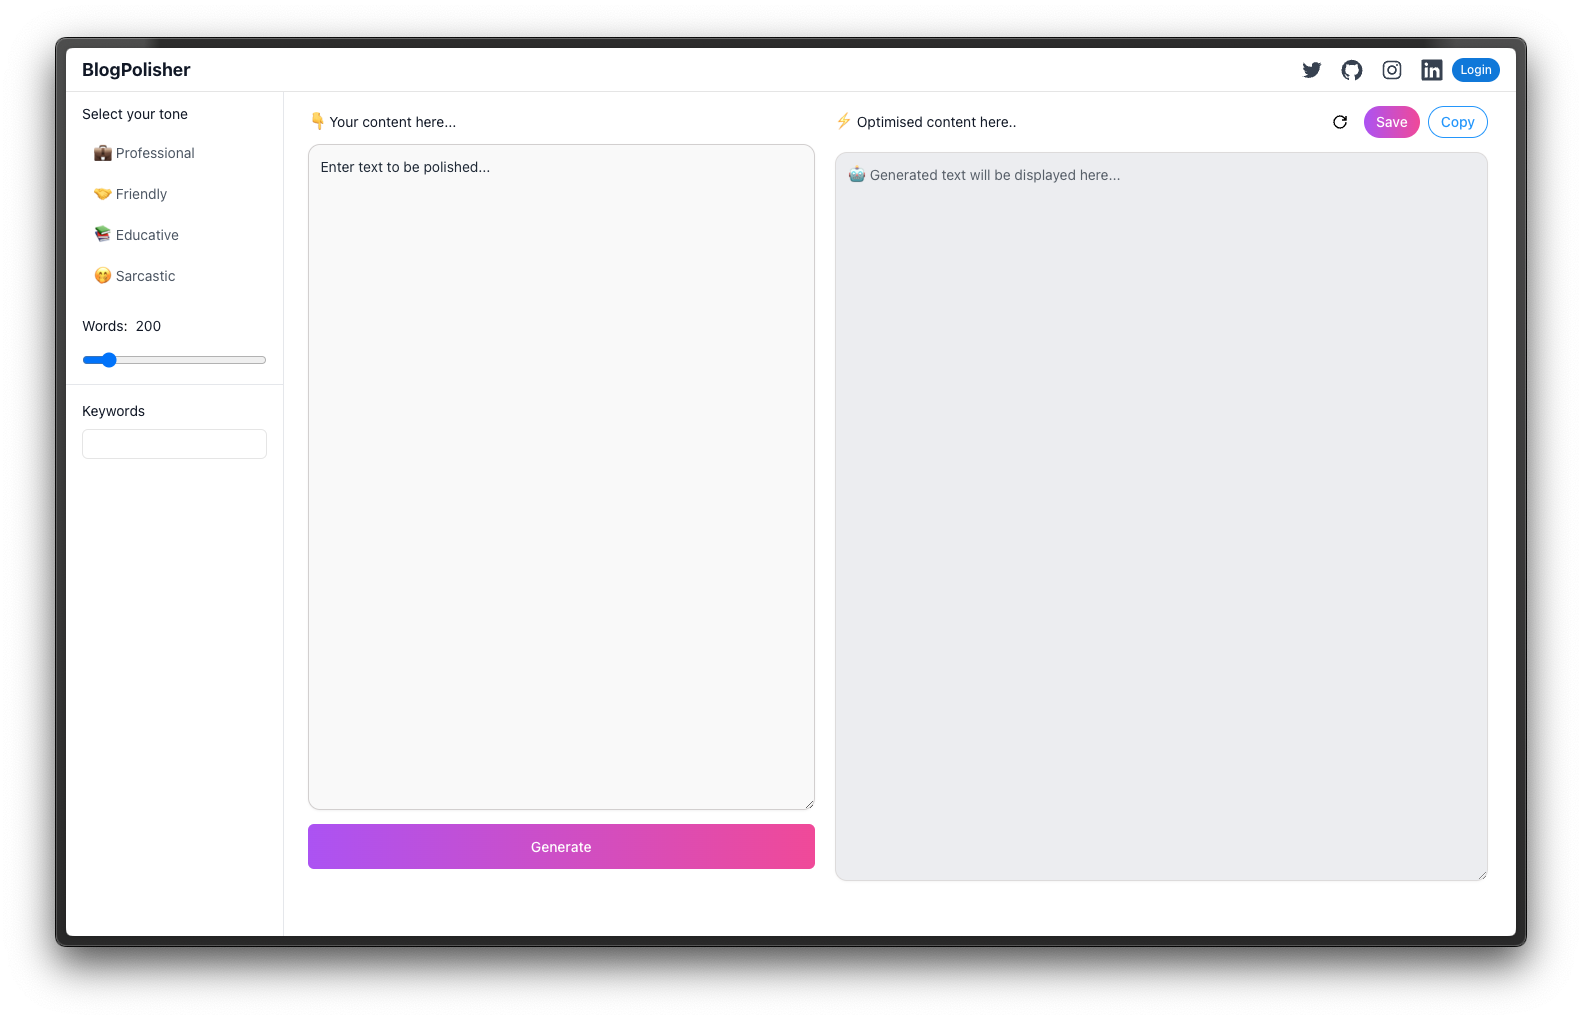 BlogPolisher
Login
Select your tone
💼 Professional
🤝 Friendly
📚 Educative
🤭 Sarcastic
Words: 200
Keywords
👇 Your content here...
Enter text to be polished...
Generate
⚡ Optimised content here..
Save
Copy
🤖 Generated text will be displayed here...